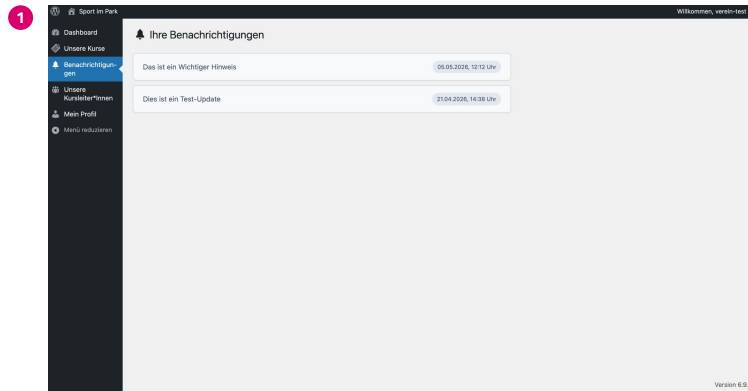 1
Sport im Park
Willkommen, verein-test
Dashboard
Unsere Kurse
Benachrichtigun-
gen
Unsere
Kursleiter*innen
Mein Profil
Menü reduzieren
Ihre Benachrichtigungen
Das ist ein Wichtiger Hinweis
05.05.2026, 12:12 Uhr
Dies ist ein Test-Update
21.04.2026, 14:38 Uhr
Version 6.9.